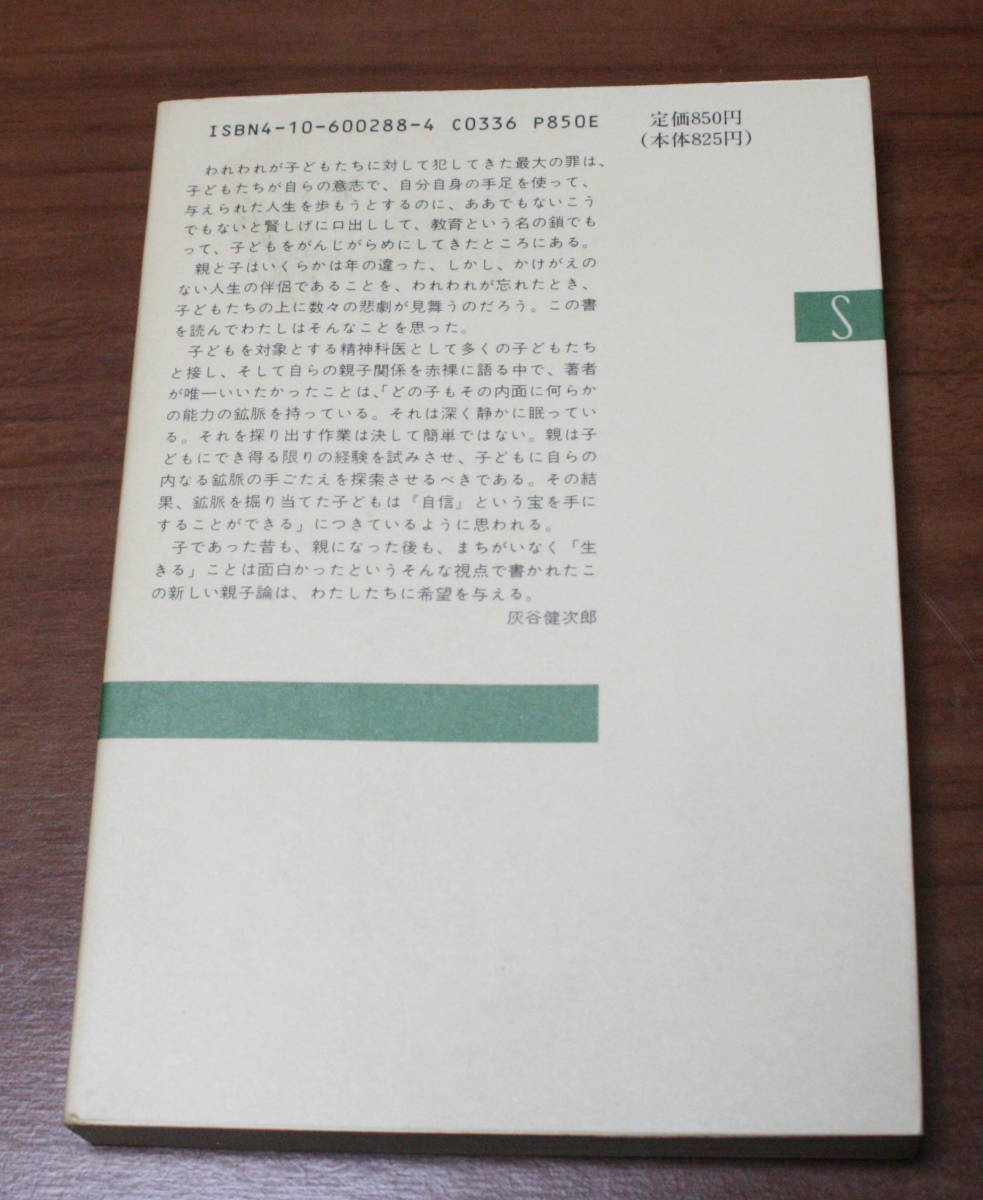 ISBN4-10-600288-4 C0336 P850E
定価850円
(本体825円)
われわれが子どもたちに対して犯してきた最大の罪は、
子どもたちが自らの意志で、自分自身の手足を使って、
与えられた人生を歩もうとするのに、ああでもないこう
でもないと賢しげに口出しして、教育という名の鎖でも
って、子どもをがんじがらめにしてきたところにある。
親と子はいくらかは年の違った、しかし、かけがえの
ない人生の伴侶であることを、われわれが忘れたとき、
子どもたちの上に数々の悲劇が見舞うのだろう。この書
を読んでわたしはそんなことを思った。
子どもを対象とする精神科医として多くの子どもたち
と接し、そして自らの親子関係を赤裸に語る中で、著者
が唯一いいたかったことは、「どの子もその内面に何らか
の能力の鉱脈を持っている。それは深く静かに眠ってい
る。それを探り出す作業は決して簡単ではない。親は子
どもにでき得る限りの経験を試みさせ、子どもに自らの
内なる鉱脈の手ごたえを探索させるべきである。その結
果、鉱脈を掘り当てた子どもは『自信』という宝を手に
することができる」につきているように思われる。
子であった昔も、親になった後も、まちがいなく「生
きる」ことは面白かったというそんな視点で書かれたこ
の新しい親子論は、わたしたちに希望を与える。
灰谷健次郎
S